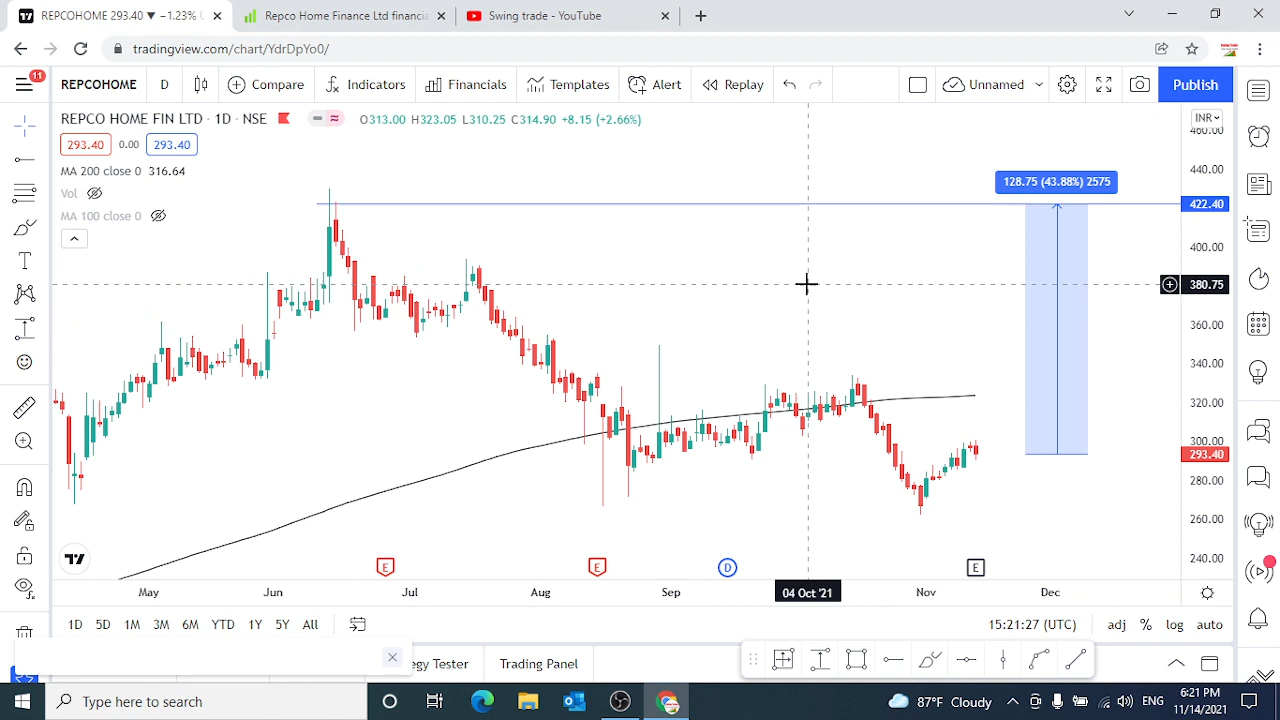 REPCOHOME 293.40 ▼ −1.23% U
Repco Home Finance Ltd financia
Swing trade - YouTube
tradingview.com/chart/YdrDpYo0/
11
REPCOHOME D Compare Indicators Financials Templates Alert Replay Unnamed Publish
REPCO HOME FIN LTD · 1D · NSE O313.00 H323.05 L310.25 C314.90 +8.15 (+2.66%)
INR
293.40 0.00 293.40
MA 200 close 0 316.64
Vol
MA 100 close 0
128.75 (43.88%) 2575
460.00
440.00
422.40
400.00
380.75
360.00
340.00
320.00
300.00
293.40
280.00
260.00
240.00
E E D E
May Jun Jul Aug Sep 04 Oct '21 Nov Dec
1D 5D 1M 3M 6M YTD 1Y 5Y All 15:21:27 (UTC) adj % log auto
egy Tester Trading Panel
Type here to search
87°F Cloudy ENG 6:21 PM
11/14/2021